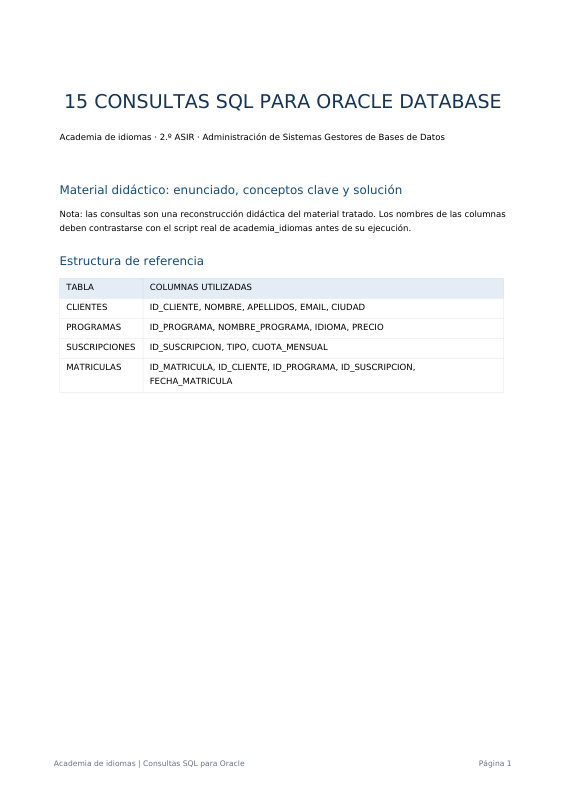 15 CONSULTAS SQL PARA ORACLE DATABASE
Academia de idiomas · 2.º ASIR · Administración de Sistemas Gestores de Bases de Datos
Material didáctico: enunciado, conceptos clave y solución
Nota: las consultas son una reconstrucción didáctica del material tratado. Los nombres de las columnas
deben contrastarse con el script real de academia_idiomas antes de su ejecución.
Estructura de referencia
TABLA COLUMNAS UTILIZADAS
CLIENTES ID_CLIENTE, NOMBRE, APELLIDOS, EMAIL, CIUDAD
PROGRAMAS ID_PROGRAMA, NOMBRE_PROGRAMA, IDIOMA, PRECIO
SUSCRIPCIONES ID_SUSCRIPCION, TIPO, CUOTA_MENSUAL
MATRICULAS ID_MATRICULA, ID_CLIENTE, ID_PROGRAMA, ID_SUSCRIPCION,
FECHA_MATRICULA
Academia de idiomas | Consultas SQL para Oracle Página 1